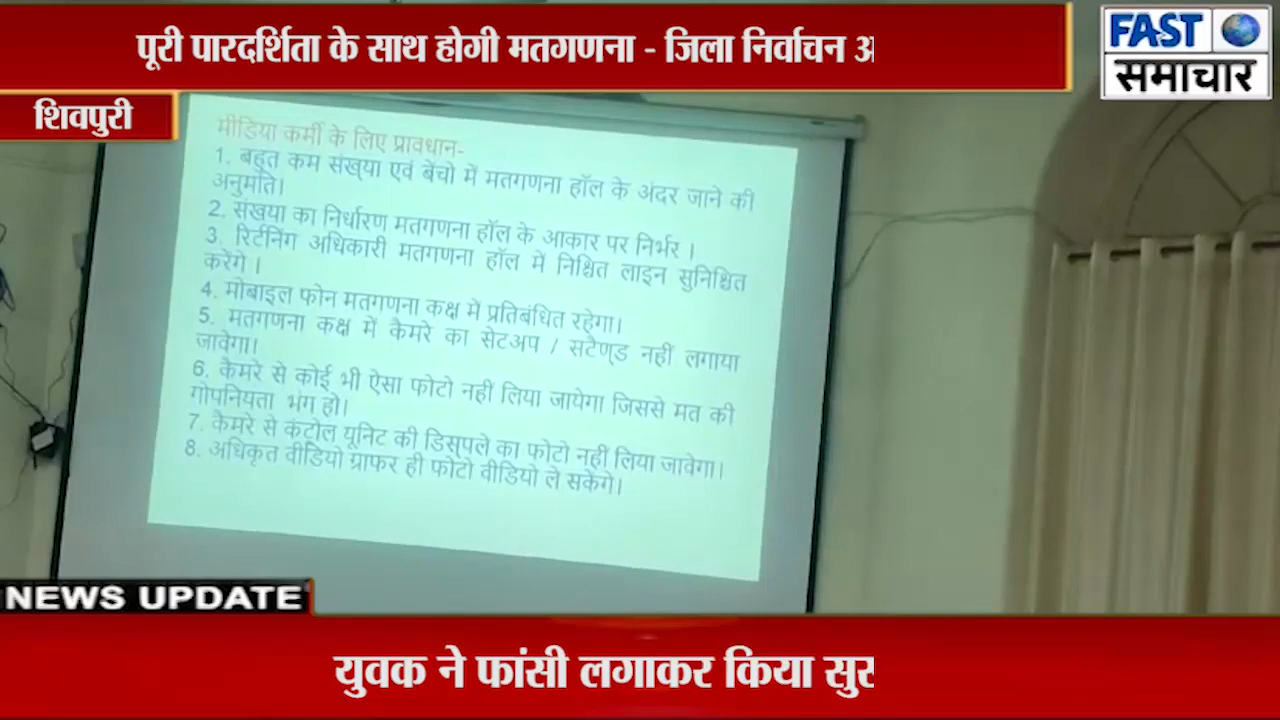 पूरी पारदर्शिता के साथ होगी मतगणना - जिला निर्वाचन अ
FAST
समाचार
शिवपुरी
मीडिया कर्मी के लिए प्रावधान-
1. बहुत कम संख्या एवं बेंचो में मतगणना हॉल के अंदर जाने की
अनुमति।
2. संख्या का निर्धारण मतगणना हॉल के आकार पर निर्भर ।
3. रिर्टनिंग अधिकारी मतगणना हॉल में निश्चित लाइन सुनिश्चित
करेंगे ।
4. मोबाइल फोन मतगणना कक्ष में प्रतिबंधित रहेगा।
5. मतगणना कक्ष में कैमरे का सेटअप / सटैण्ड नहीं लगाया
जावेगा।
6. कैमरे से कोई भी ऐसा फोटो नहीं लिया जायेगा जिससे मत की
गोपनियता भंग हो।
7. कैमरे से कंटोल यूनिट की डिस्पले का फोटो नहीं लिया जावेगा।
8. अधिकृत वीडियो ग्राफर ही फोटो वीडियो ले सकेंगे।
NEWS UPDATE
युवक ने फांसी लगाकर किया